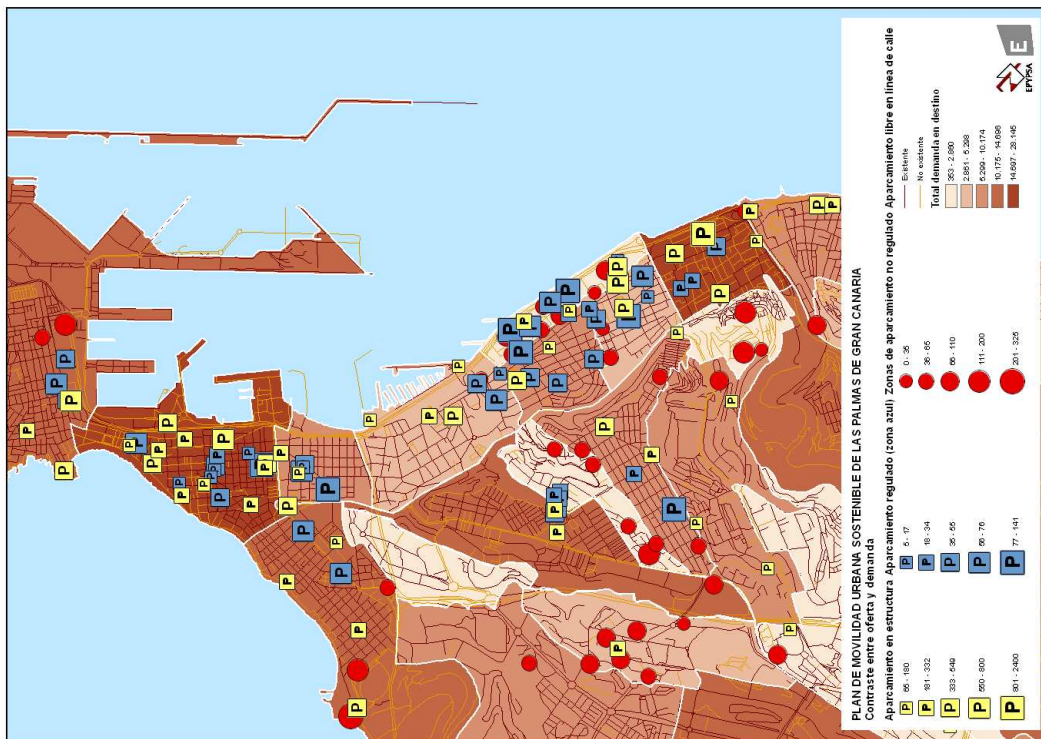 PLAN DE MOVILIDAD URBANA SOSTENIBLE DE LAS PALMAS DE GRAN CANARIA
Contraste entre oferta y demanda
Aparcamiento en estructura
66 - 180
181 - 332
333 - 549
550 - 800
801 - 2400
Aparcamiento regulado (zona azul)
5 - 17
18 - 34
35 - 55
56 - 76
77 - 141
Zonas de aparcamiento no regulado
0 - 35
36 - 65
66 - 110
111 - 200
201 - 325
Aparcamiento libre en línea de calle
Existente
No existente
Total demanda en destino
353 - 2.860
2.861 - 5.298
5.299 - 10.174
10.175 - 14.696
14.697 - 28.145
EPYPSA
E